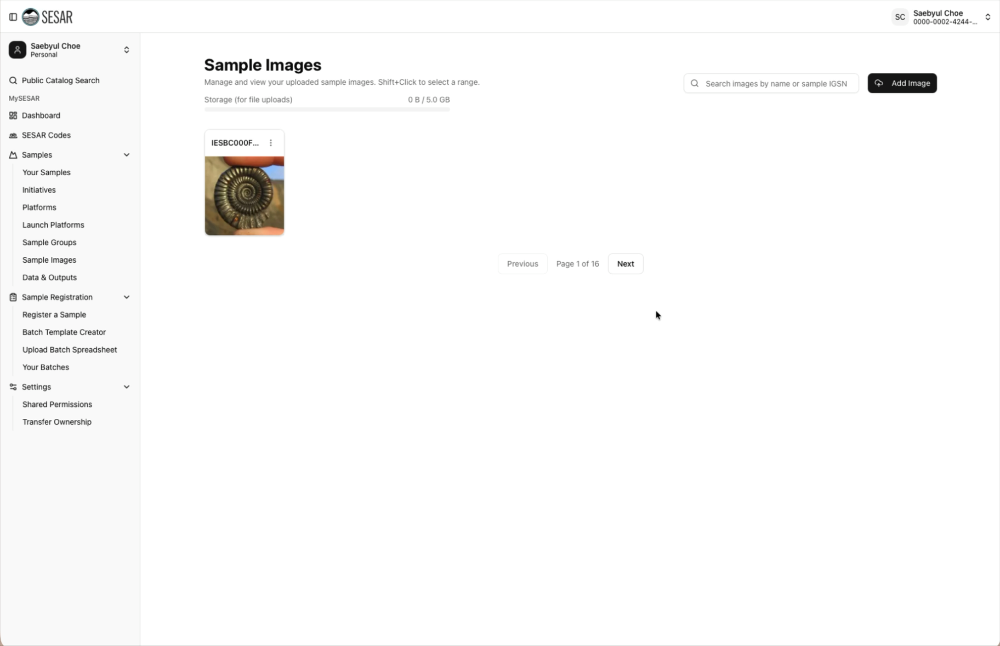 SESAR
SC
Saebyul Choe
0000-0002-4244-...
Saebyul Choe
Personal
Public Catalog Search
MySESAR
Dashboard
SESAR Codes
Samples
Your Samples
Initiatives
Platforms
Launch Platforms
Sample Groups
Sample Images
Data & Outputs
Sample Registration
Register a Sample
Batch Template Creator
Upload Batch Spreadsheet
Your Batches
Settings
Shared Permissions
Transfer Ownership
Sample Images
Manage and view your uploaded sample images. Shift+Click to select a range.
Storage (for file uploads) 0 B / 5.0 GB
Search images by name or sample IGSN
Add Image
IESBC000F...
Previous Page 1 of 16 Next